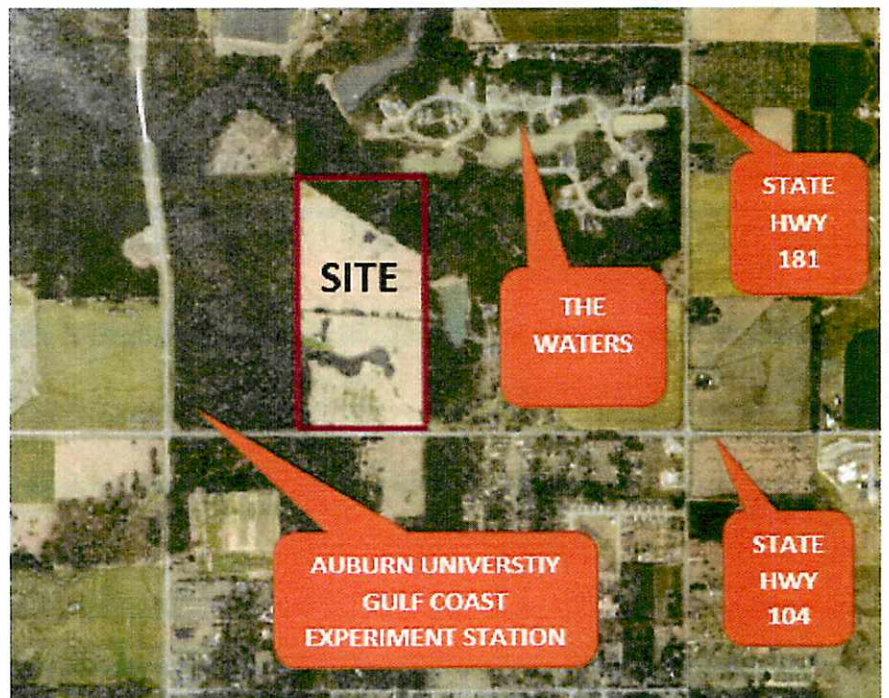 STATE
HWY
181
SITE
THE
WATERS
STATE
HWY
104
AUBURN UNIVERSTIY
GULF COAST
EXPERIMENT STATION